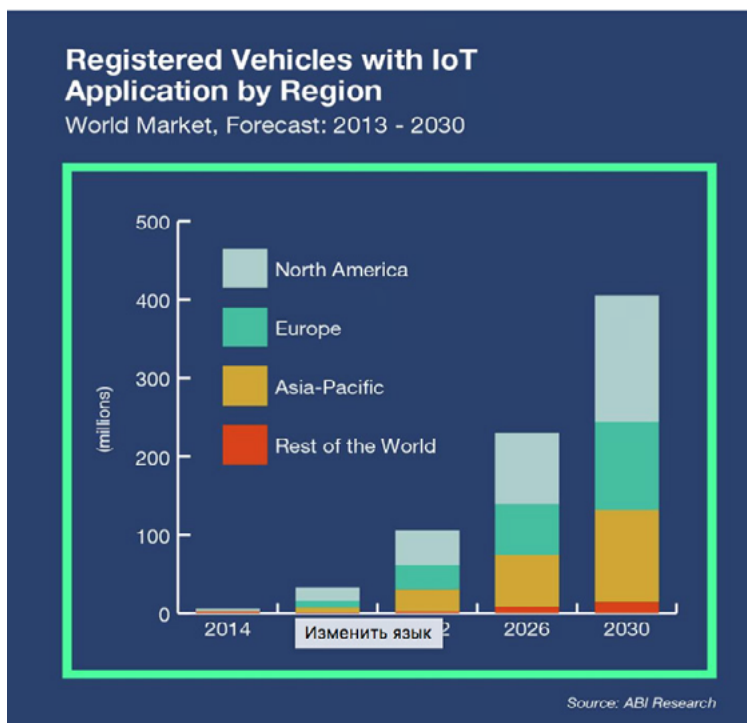 Registered Vehicles with IoT
Application by Region
World Market, Forecast: 2013 - 2030
500
400
300
200
100
0
(millions)
North America
Europe
Asia-Pacific
Rest of the World
2014
Изменить язык
2
2026
2030
Source: ABI Research